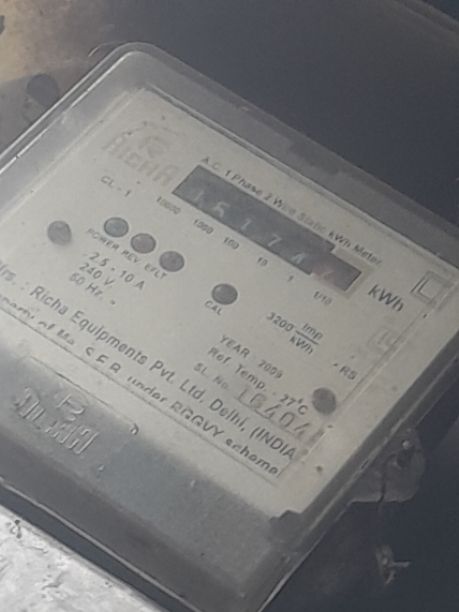 RICHA
A.C. 1 Phase 2 Wire Static kWh Meter
CL-1
10000 1000 100 10 1 1/10
kWh
POWER REV EFLT
2.5 - 10 A
240 V
50 Hz.
CAL
3200 imp/kWh
YEAR 2009
Ref. Temp. 27°C
SL. No.
Mfrs. : Richa Equipments Pvt. Ltd. Delhi, (INDIA
under RGGVY scheme